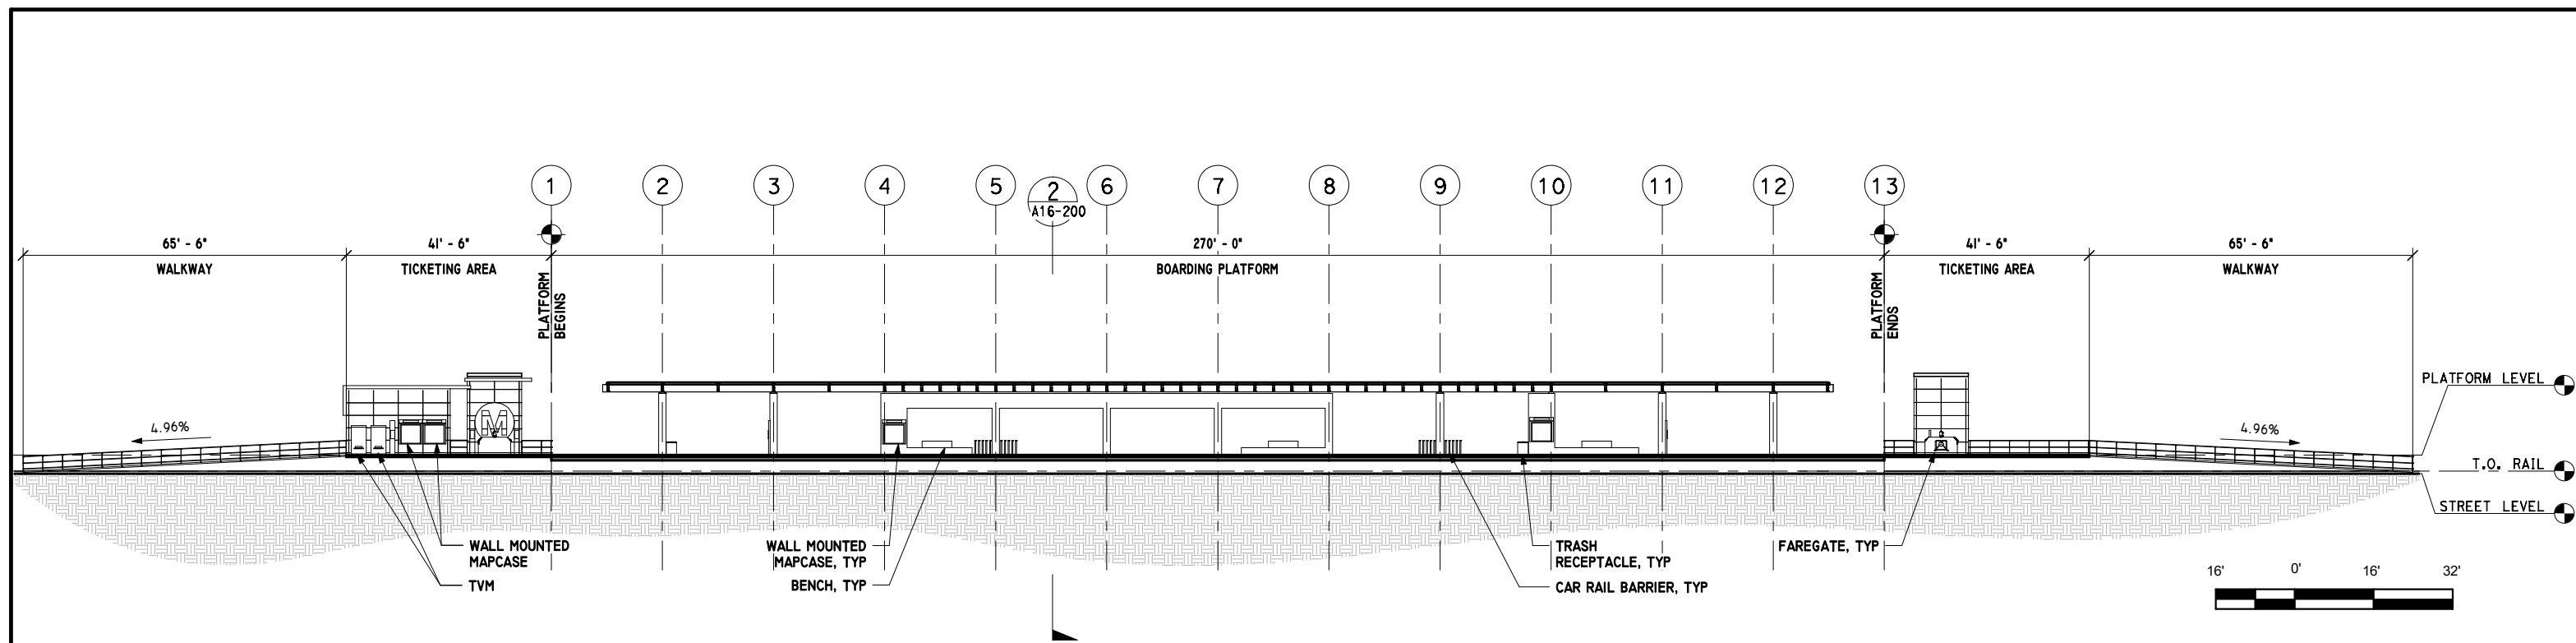 1
2
3
4
5
2
A16-200
6
7
8
9
10
11
12
13
65' - 6"
WALKWAY
41' - 6"
TICKETING AREA
PLATFORM
BEGINS
270' - 0"
BOARDING PLATFORM
PLATFORM
ENDS
41' - 6"
TICKETING AREA
65' - 6"
WALKWAY
4.96%
M
4.96%
PLATFORM LEVEL
T.O. RAIL
STREET LEVEL
WALL MOUNTED
MAPCASE
TVM
WALL MOUNTED
MAPCASE, TYP
BENCH, TYP
TRASH
RECEPTACLE, TYP
CAR RAIL BARRIER, TYP
FAREGATE, TYP
16' 0' 16' 32'